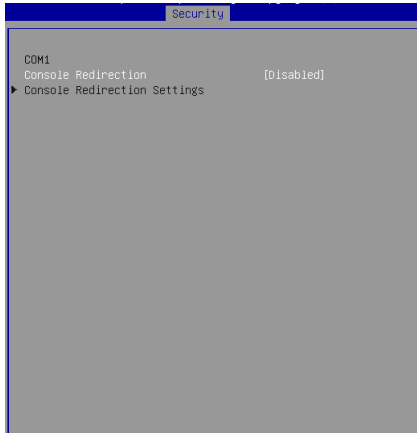 Security
COM1
Console Redirection [Disabled]
Console Redirection Settings